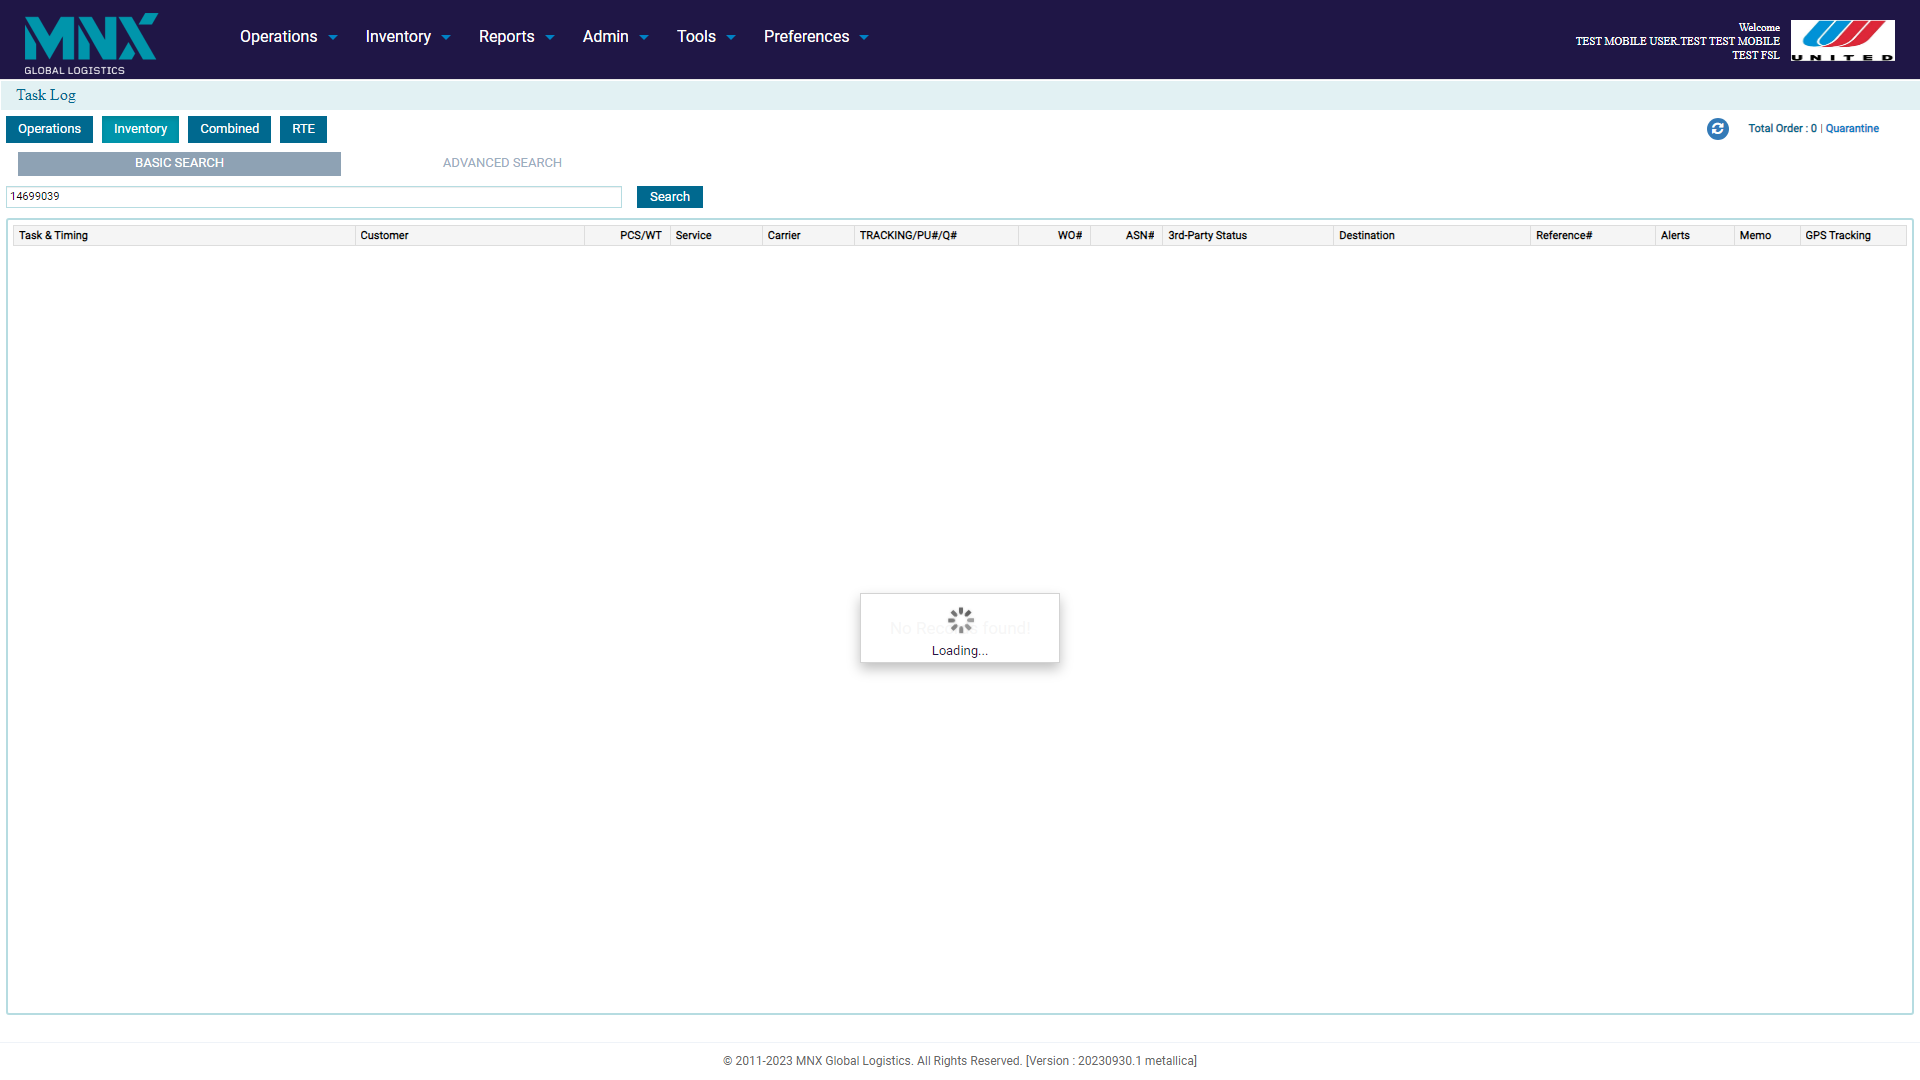 MNX
GLOBAL LOGISTICS
Operations Inventory Reports Admin Tools Preferences
Welcome
TEST MOBILE USER.TEST TEST MOBILE
TEST FSL
UNITED
Task Log
Operations Inventory Combined RTE
Total Order : 0 | Quarantine
BASIC SEARCH ADVANCED SEARCH
14699039 Search
Task & Timing Customer PCS/WT Service Carrier TRACKING/PU#/Q# WO# ASN# 3rd-Party Status Destination Reference# Alerts Memo GPS Tracking
No Records found!
Loading...
© 2011-2023 MNX Global Logistics. All Rights Reserved. [Version : 20230930.1 metallica]